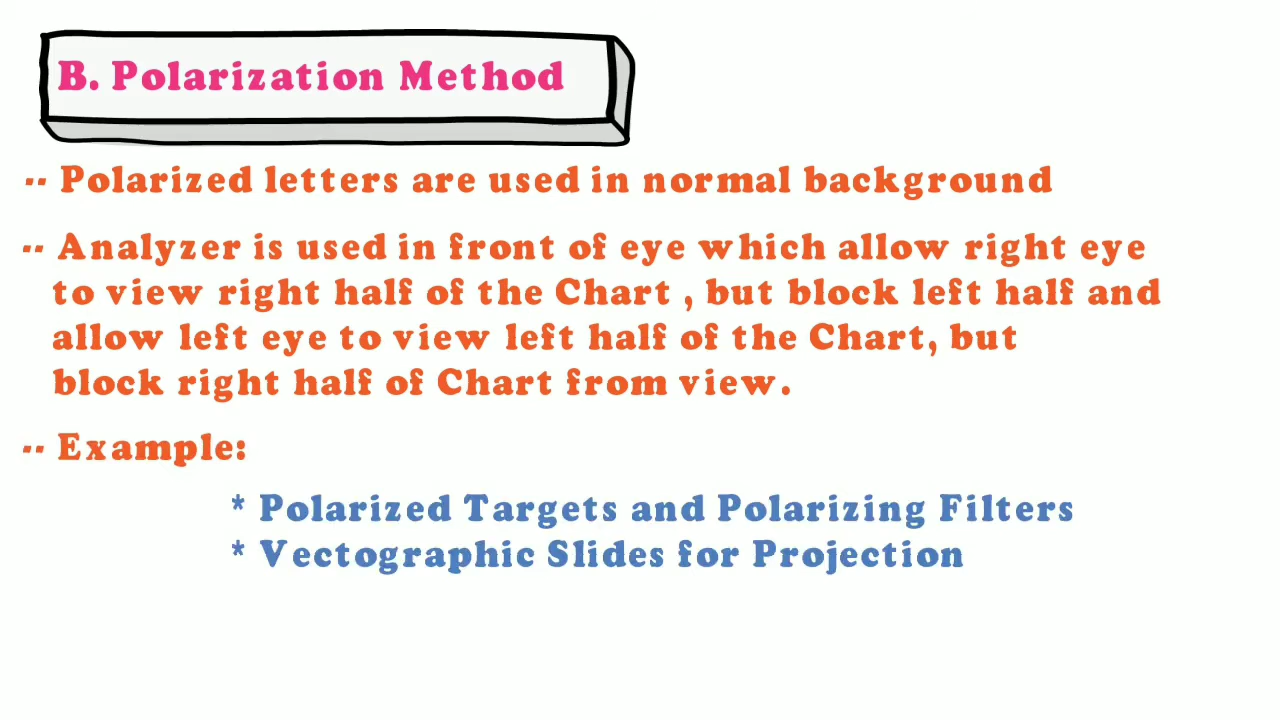 B. Polarization Method
-- Polarized letters are used in normal background
-- Analyzer is used in front of eye which allow right eye
to view right half of the Chart , but block left half and
allow left eye to view left half of the Chart, but
block right half of Chart from view.
-- Example:
* Polarized Targets and Polarizing Filters
* Vectographic Slides for Projection